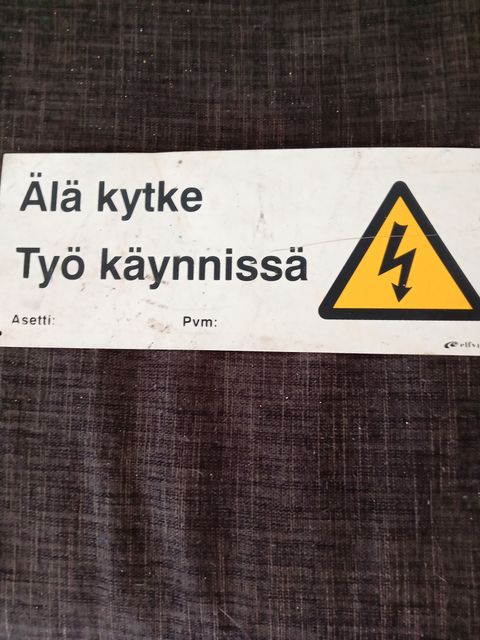 Älä kytke
Työ käynnissä
Asetti: Pvm: